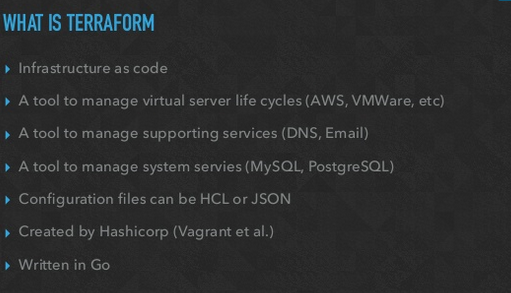 WHAT IS TERRAFORM
Infrastructure as code
A tool to manage virtual server life cycles (AWS, VMWare, etc)
A tool to manage supporting services (DNS, Email)
A tool to manage system servies (MySQL, PostgreSQL)
Configuration files can be HCL or JSON
Created by Hashicorp (Vagrant et al.)
Written in Go